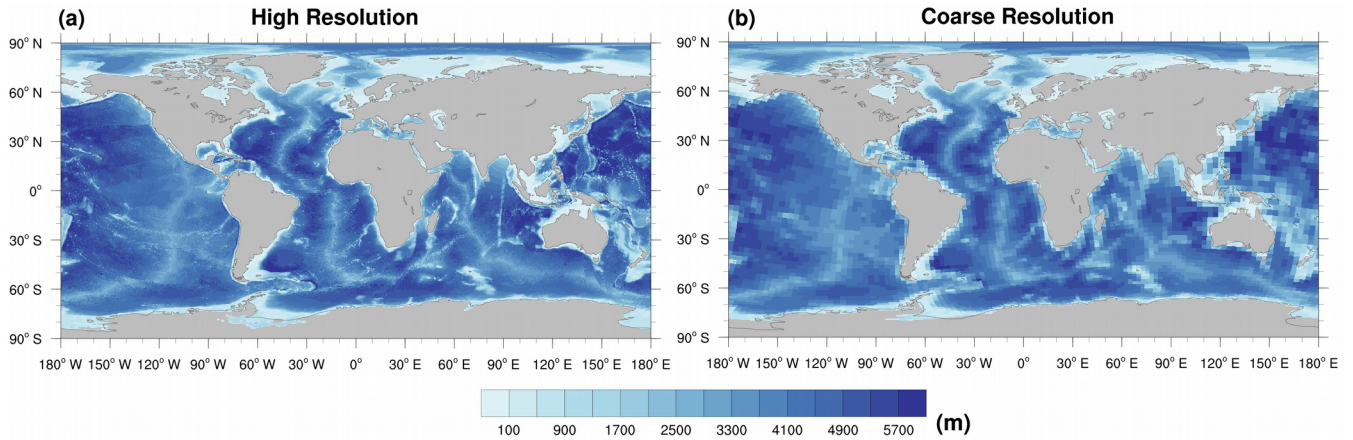 (a) High Resolution
(b) Coarse Resolution
90° N
60° N
30° N
0°
30° S
60° S
90° S
180° W 150° W 120° W 90° W 60° W 30° W 0° 30° E 60° E 90° E 120° E 150° E 180° E
90° N
60° N
30° N
0°
30° S
60° S
90° S
180° W 150° W 120° W 90° W 60° W 30° W 0° 30° E 60° E 90° E 120° E 150° E 180° E
100 900 1700 2500 3300 4100 4900 5700 (m)